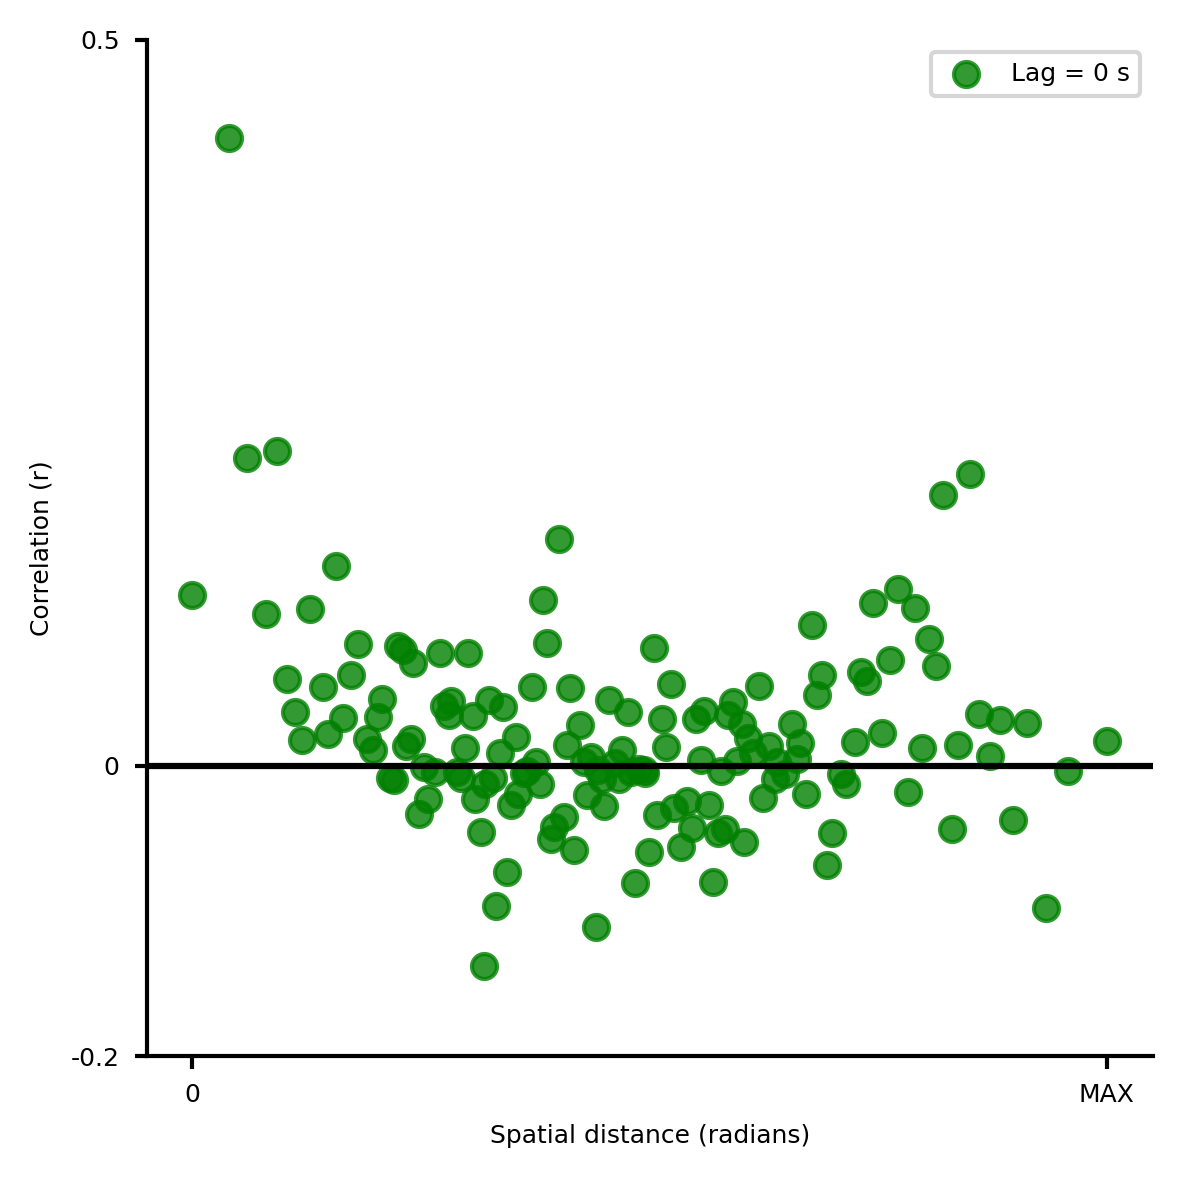 0.5
Lag = 0 s
Correlation (r)
0
-0.2
0
MAX
Spatial distance (radians)